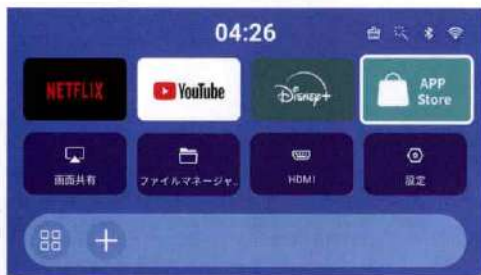 04:26
NETFLIX
YouTube
Disney+
APP
Store
画面共有
ファイルマネージャ..
HDMI
設定